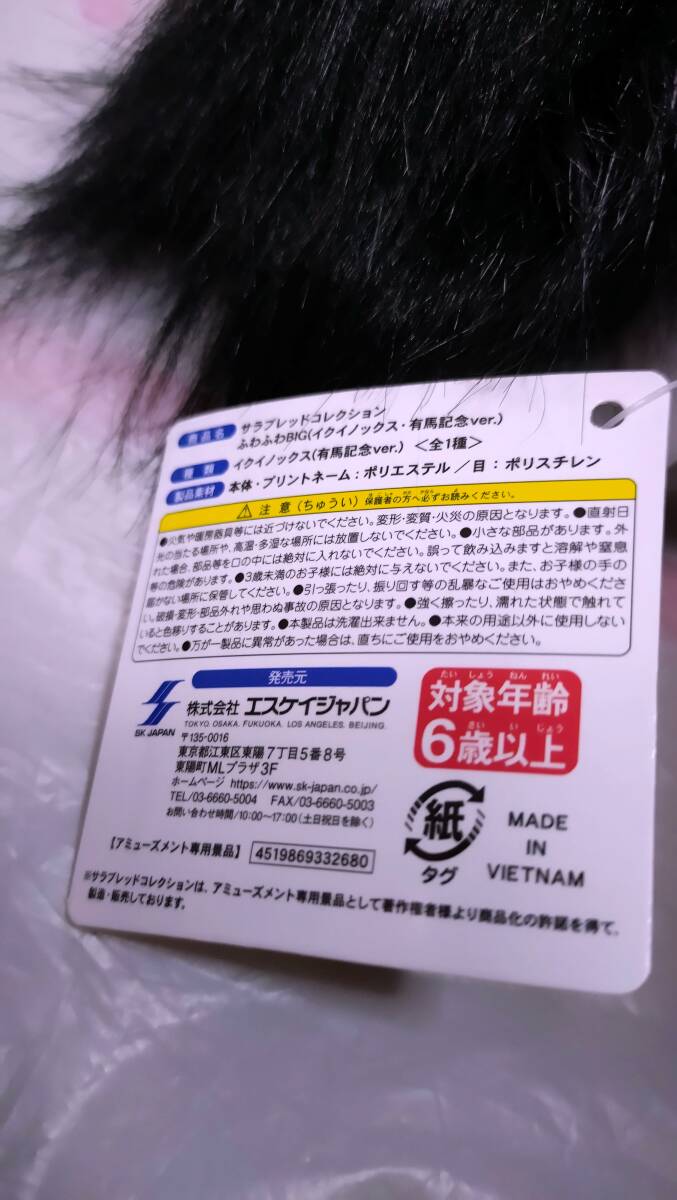 商品名 サラブレッドコレクション
ふわふわBIG(イクイノックス・有馬記念ver.)
種類 イクイノックス(有馬記念ver.) ＜全1種＞
製品素材 本体・プリントネーム：ポリエステル／目：ポリスチレン
⚠ 注意（ちゅうい）保護者の方へ必ずお読みください。
●火気や暖房器具等には近づけないでください。変形・変質・火災の原因となります。●直射日
光の当たる場所や、高温・多湿な場所には放置しないでください。●小さな部品があります。外
れた場合、部品等を口の中には絶対に入れないでください。誤って飲み込みますと溶解や窒息
等の危険があります。●3歳未満のお子様には絶対に与えないでください。また、お子様の手の
届かない場所に保管してください。●引っ張ったり、振り回す等の乱暴なご使用はおやめくださ
い。破損・変形・部品外れや思わぬ事故の原因となります。●強く擦ったり、濡れた状態で触れて
いると色移りすることがあります。●本製品は洗濯出来ません。●本来の用途以外に使用しない
でください。●万が一製品に異常があった場合は、直ちにご使用をおやめください。
発売元
SK JAPAN
株式会社 エスケイジャパン
TOKYO. OSAKA. FUKUOKA. LOS ANGELES. BEIJING.
〒135-0016
東京都江東区東陽7丁目5番8号
東陽町MLプラザ3F
ホームページ https://www.sk-japan.co.jp/
TEL/03-6660-5004 FAX/03-6660-5003
お問い合わせ時間/10:00～17:00(土日祝日を除く)
たいしょうねんれい
対象年齢
さいいじょう
6歳以上
紙
タグ
MADE
IN
VIETNAM
【アミューズメント専用景品】 4519869332680
※サラブレッドコレクションは、アミューズメント専用景品として著作権者様より商品化の許諾を得て、
製造・販売しております。